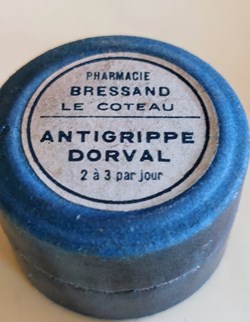 PHARMACIE
BRESSAND
LE COTEAU
ANTIGRIPPE
DORVAL
2 à 3 par jour